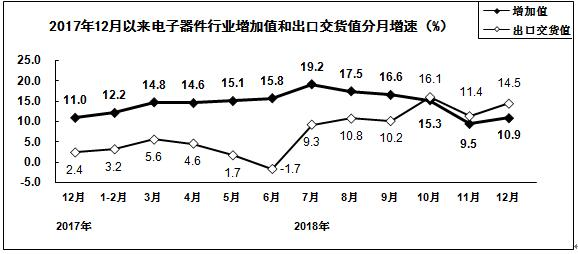 2017年12月以来电子器件行业增加值和出口交货值分月增速（%）
增加值
出口交货值
25.0
20.0
15.0
10.0
5.0
0.0
-5.0
11.0 12.2 14.8 14.6 15.1 15.8 19.2 17.5 16.6 15.3 9.5 10.9
2.4 3.2 5.6 4.6 1.7 -1.7 9.3 10.8 10.2 16.1 11.4 14.5
12月 1-2月 3月 4月 5月 6月 7月 8月 9月 10月 11月 12月
2017年 2018年